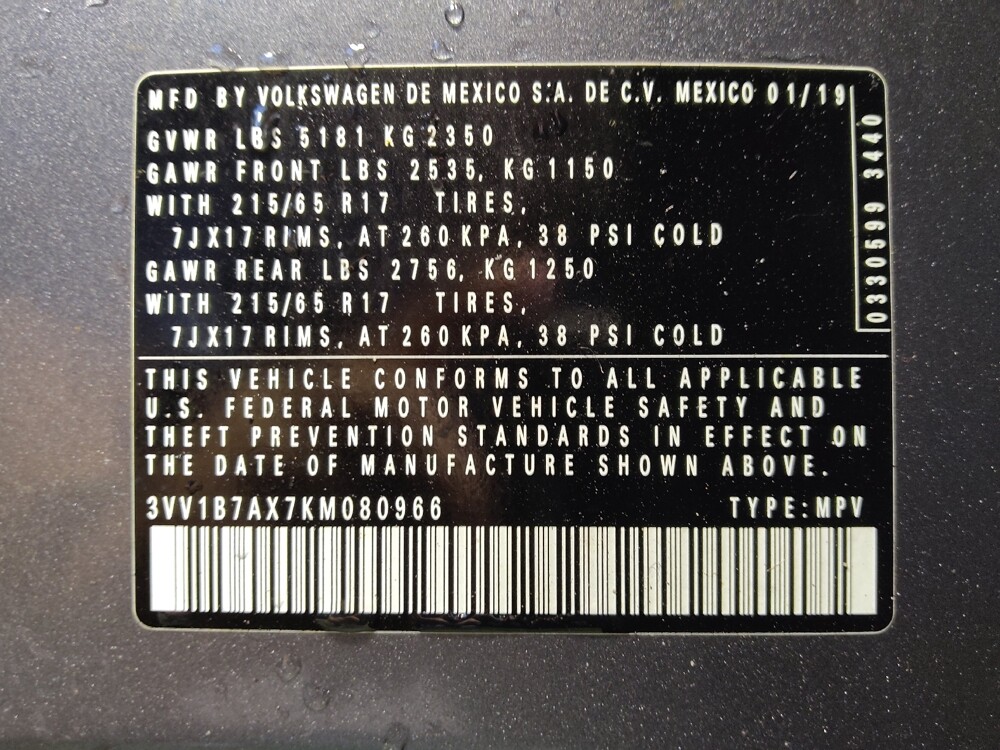 MFD BY VOLKSWAGEN DE MEXICO S.A. DE C.V. MEXICO 01/19
GVWR LBS 5181 KG 2350
GAWR FRONT LBS 2535, KG 1150
WITH 215/65 R17 TIRES,
7JX17 RIMS, AT 260 KPA, 38 PSI COLD
GAWR REAR LBS 2756, KG 1250
WITH 215/65 R17 TIRES,
7JX17 RIMS, AT 260 KPA, 38 PSI COLD
0330599 3440
THIS VEHICLE CONFORMS TO ALL APPLICABLE
U.S. FEDERAL MOTOR VEHICLE SAFETY AND
THEFT PREVENTION STANDARDS IN EFFECT ON
THE DATE OF MANUFACTURE SHOWN ABOVE.
3VV1B7AX7KM080966 TYPE:MPV